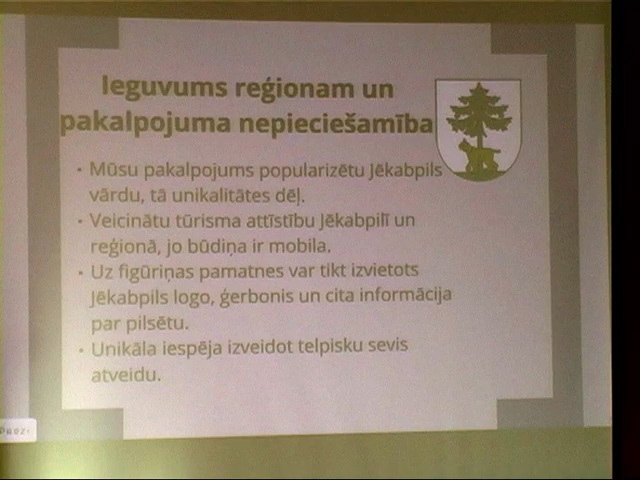 Ieguvums reģionam un
pakalpojuma nepieciešamība
• Mūsu pakalpojums popularizētu Jēkabpils
vārdu, tā unikalitātes dēļ.
• Veicinātu tūrisma attīstību Jēkabpilī un
reģionā, jo būdiņa ir mobila.
• Uz figūriņas pamatnes var tikt izvietots
Jēkabpils logo, ģerbonis un cita informācija
par pilsētu.
• Unikāla iespēja izveidot telpisku sevis
atveidu.
Prezi